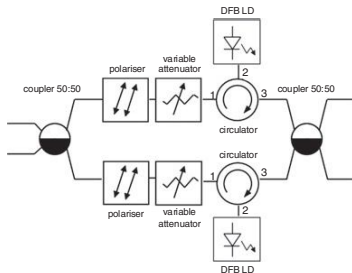 DFB LD
variable
polariser
attenuator
coupler 50:50
coupler 50:50
2
1
3
circulator
circulator
1
3
2
polariser
variable
attenuator
DFB LD